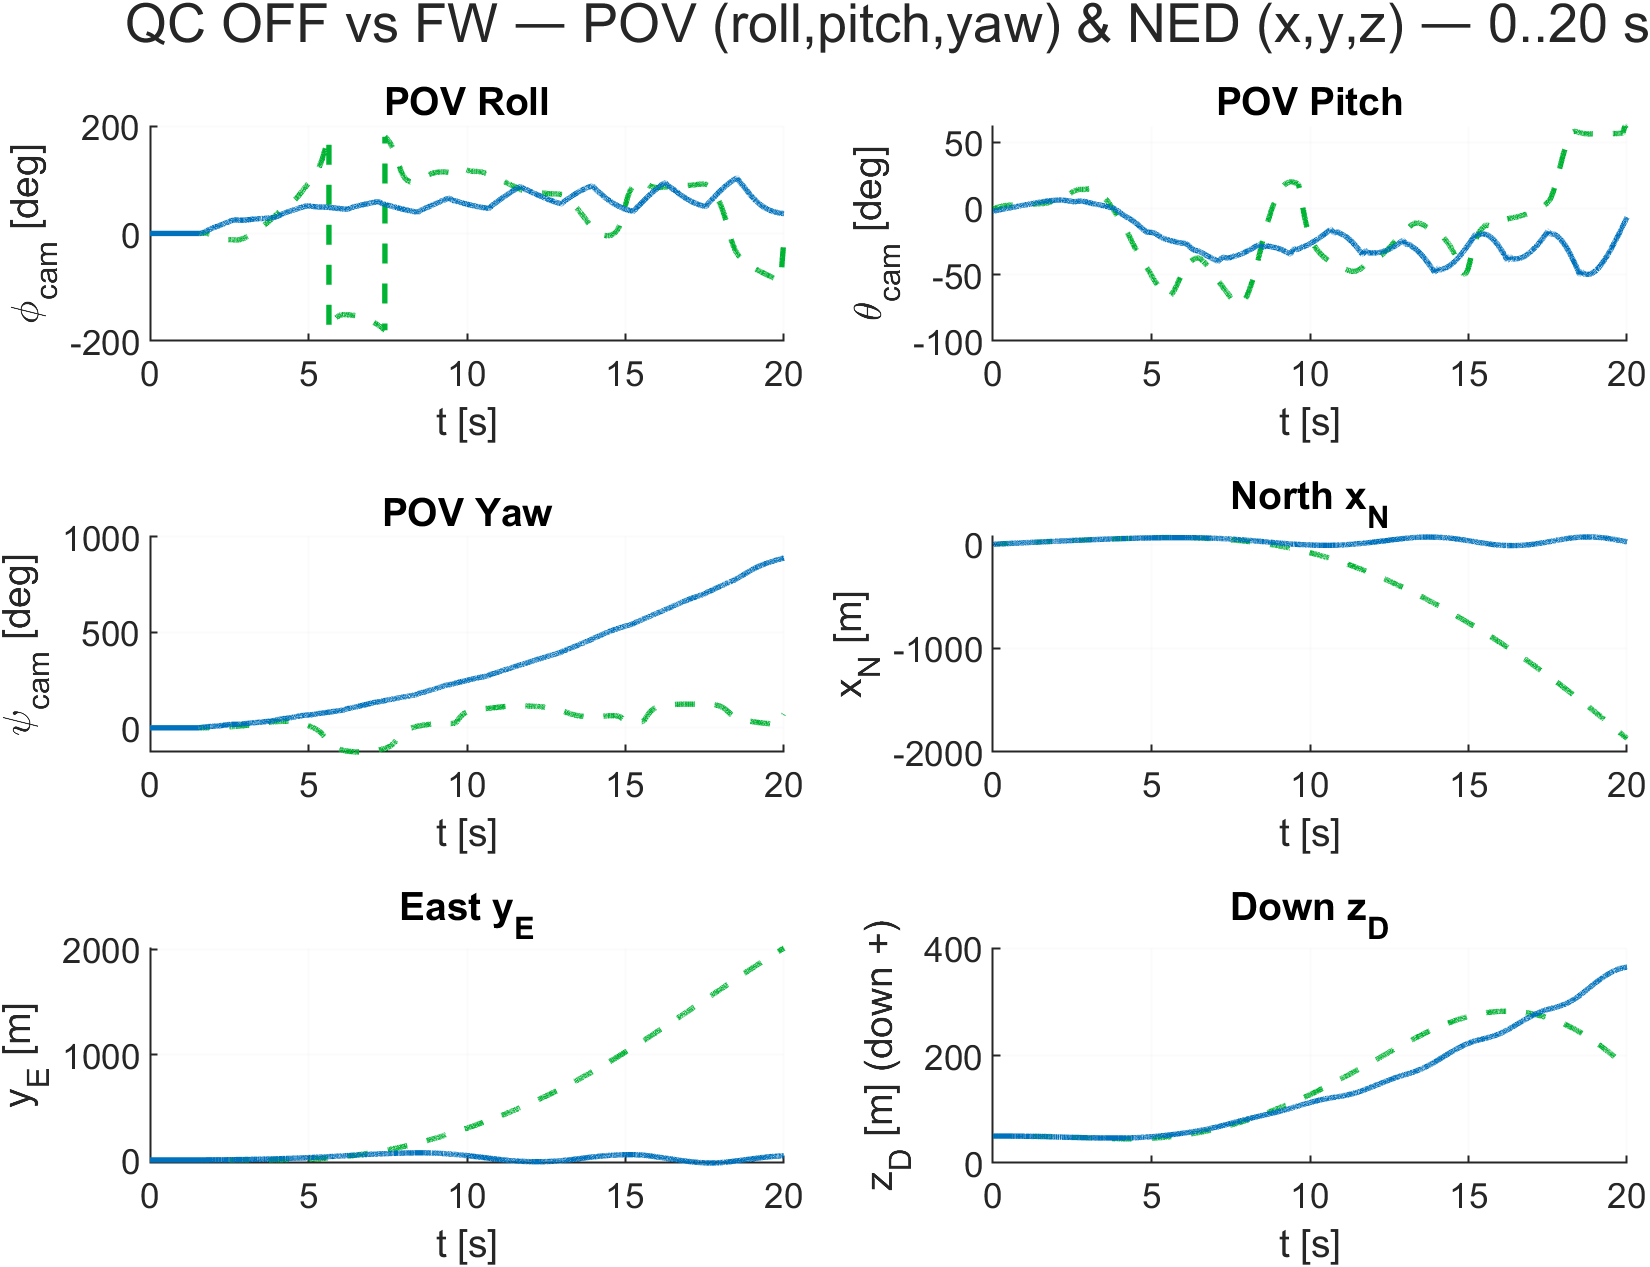 QC OFF vs FW — POV (roll,pitch,yaw) & NED (x,y,z) — 0..20 s
POV Roll
ϕcam [deg]
200
0
-200
0 5 10 15 20
t [s]
POV Pitch
θcam [deg]
50
0
-50
-100
0 5 10 15 20
t [s]
POV Yaw
ψcam [deg]
1000
500
0
0 5 10 15 20
t [s]
North xN
xN [m]
0
-1000
-2000
0 5 10 15 20
t [s]
East yE
yE [m]
2000
1000
0
0 5 10 15 20
t [s]
Down zD
zD [m] (down +)
400
200
0
0 5 10 15 20
t [s]